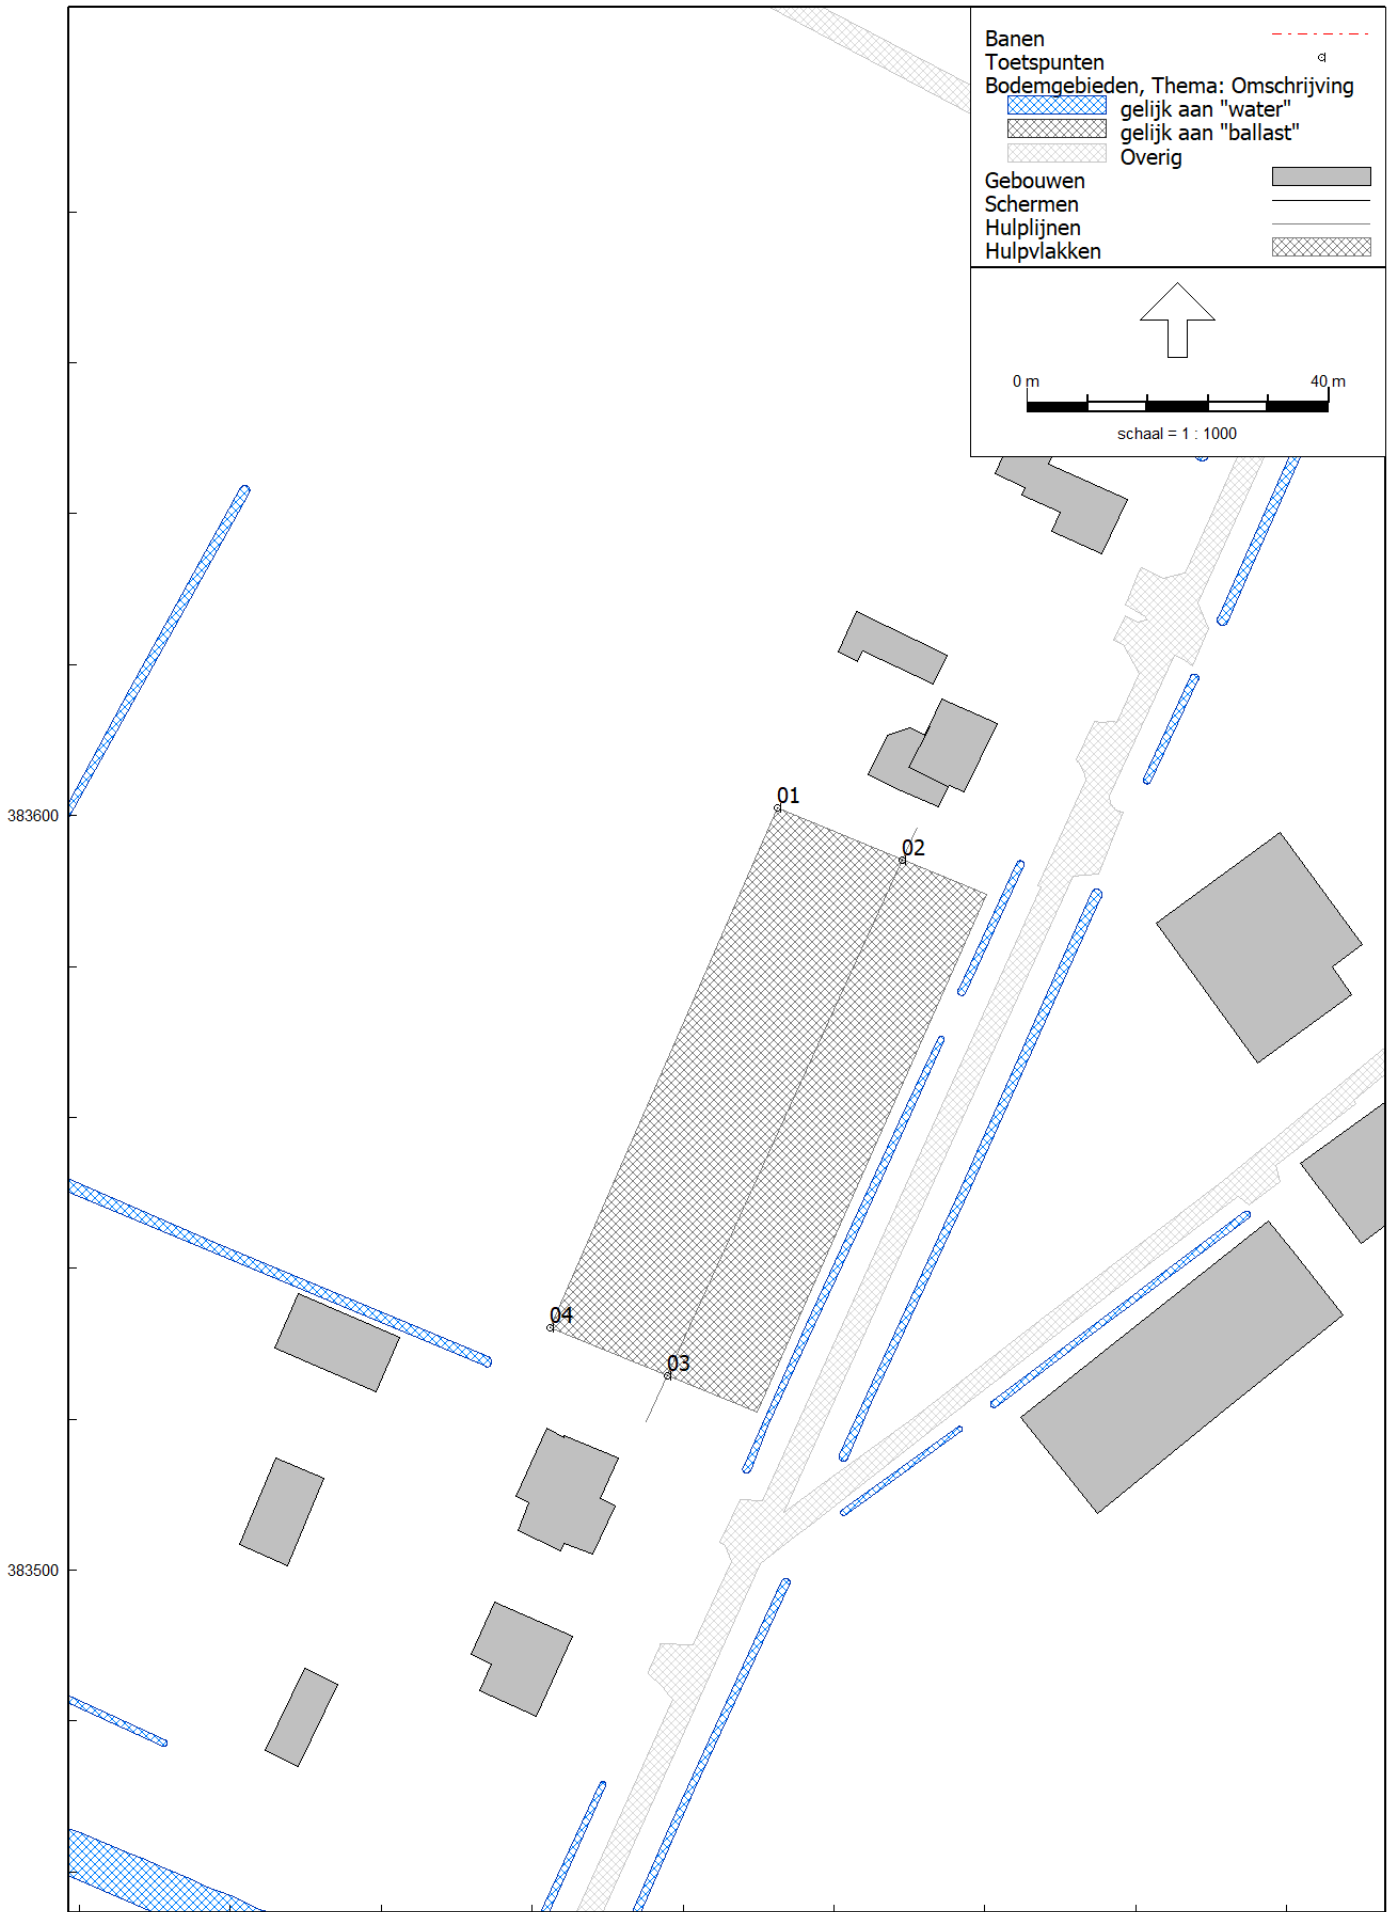 Banen
Toetspunten
Bodemgebieden, Thema: Omschrijving
gelijk aan "water"
gelijk aan "ballast"
Overig
Gebouwen
Schermen
Hulplijnen
Hulpvlakken
0 m 40 m
schaal = 1 : 1000
01
383600
02
04
03
383500